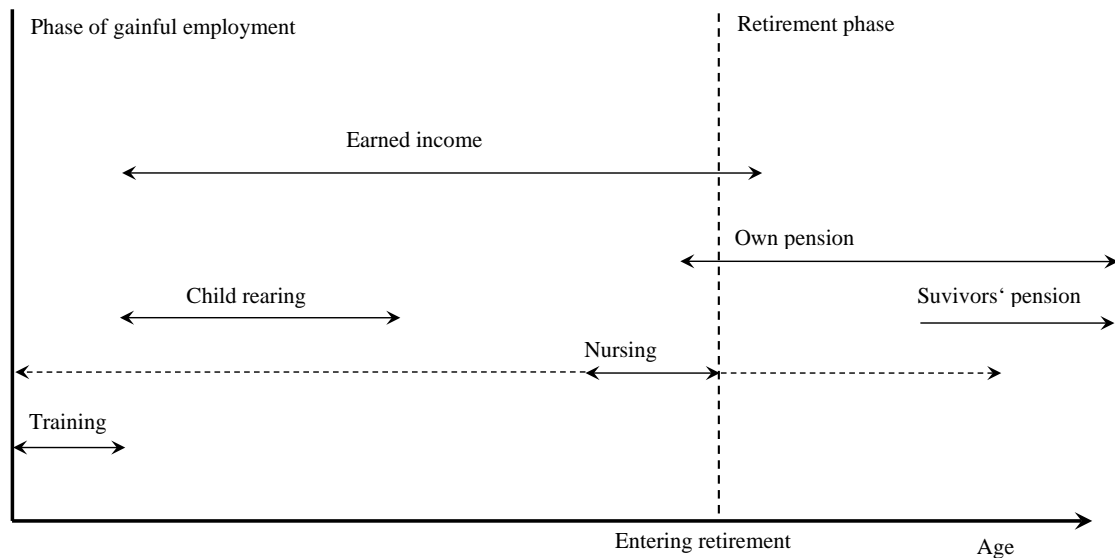 Phase of gainful employment
Retirement phase
Earned income
Own pension
Child rearing
Suvivors‘ pension
Nursing
Training
Entering retirement
Age